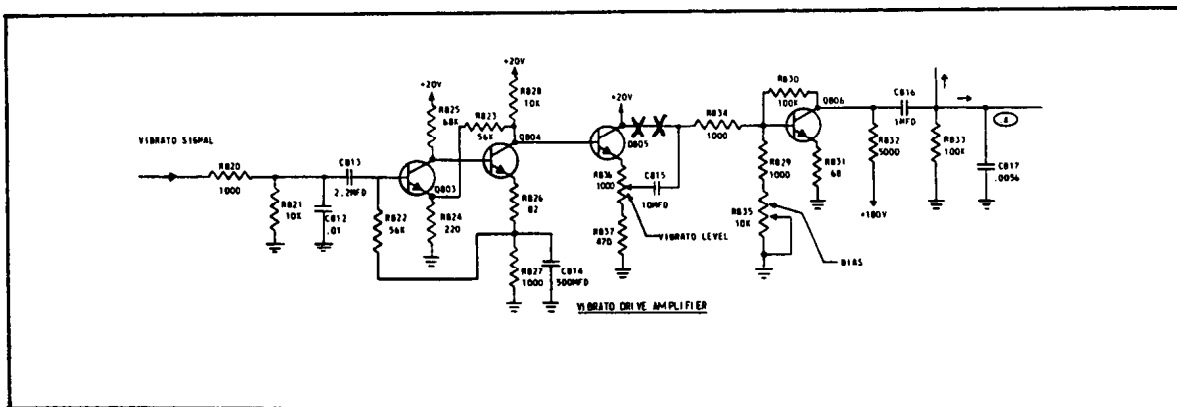 VIBRATO SIGNAL
R820
1000
R821
10K
C812
.01
C813
2.2MFD
R822
56K
+20V
R825
68K
R823
56K
Q803
R824
220
+20V
R828
10K
Q804
R826
82
R827
1000
C814
500MFD
+20V
Q805
R836
1000
C815
10MFD
R837
470
VIBRATO LEVEL
R834
1000
R830
100K
Q806
R829
1000
R831
68
R835
10K
BIAS
R832
5000
+180V
C816
1MFD
R833
100K
4
C817
.0056
VIBRATO DRIVE AMPLIFIER